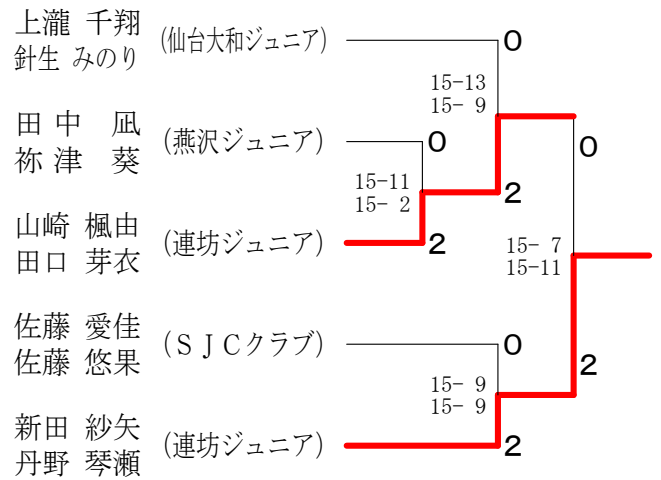 上瀧 千翔
針生 みのり
(仙台大和ジュニア)
0
15-13
15- 9
田中 凪
祢津 葵
(燕沢ジュニア)
0
0
15-11
15- 2
2
山崎 楓由
田口 芽衣
(連坊ジュニア)
2
15- 7
15-11
佐藤 愛佳
佐藤 悠果
(ＳＪＣクラブ)
0
2
15- 9
15- 9
新田 紗矢
丹野 琴瀬
(連坊ジュニア)
2